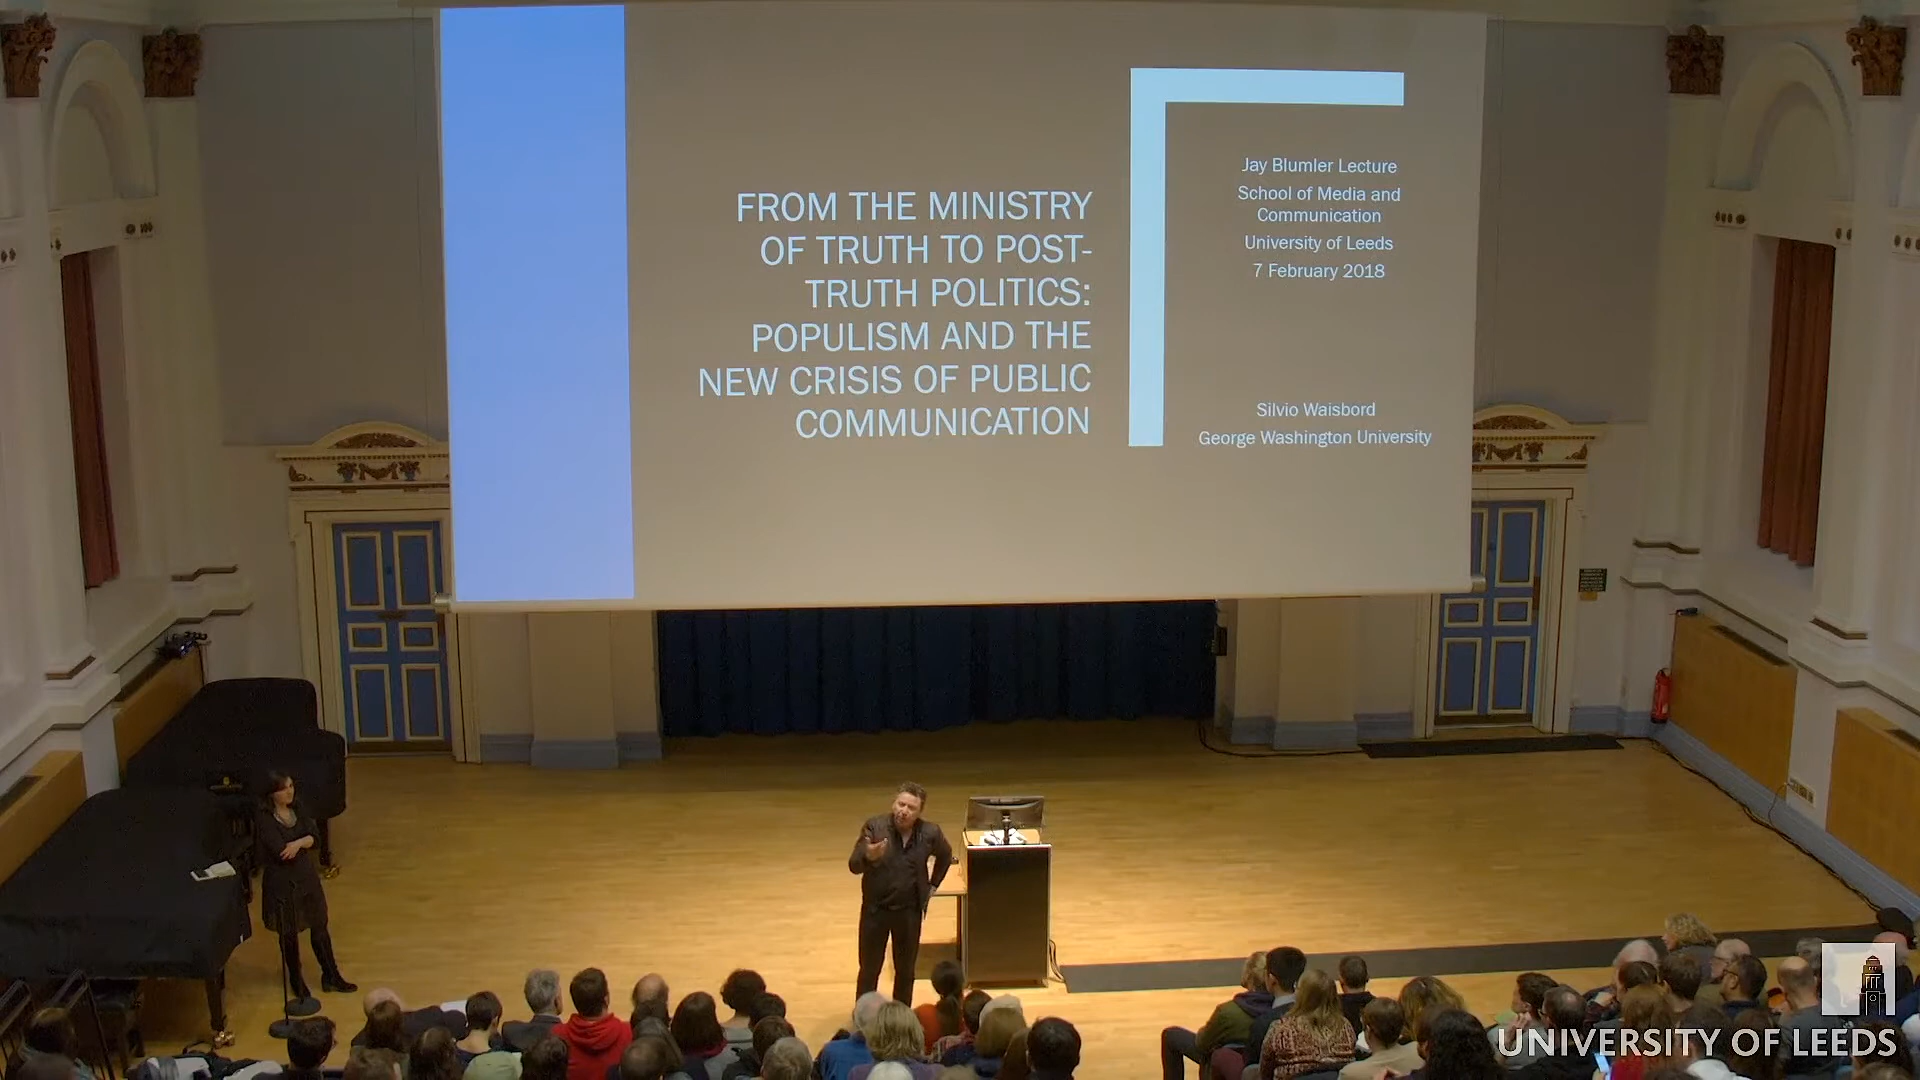 FROM THE MINISTRY
OF TRUTH TO POST-
TRUTH POLITICS:
POPULISM AND THE
NEW CRISIS OF PUBLIC
COMMUNICATION
Jay Blumler Lecture
School of Media and
Communication
University of Leeds
7 February 2018
Silvio Waisbord
George Washington University
UNIVERSITY OF LEEDS